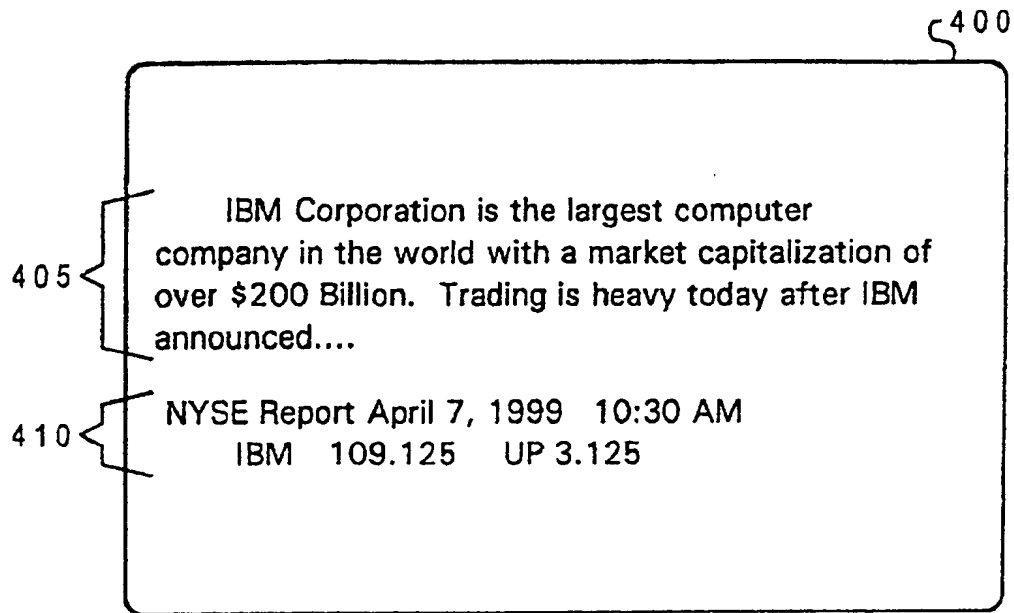 400
IBM Corporation is the largest computer
company in the world with a market capitalization of
405
over $200 Billion. Trading is heavy today after IBM
announced....
NYSE Report April 7, 1999 10:30 AM
410
IBM 109.125 UP 3.125